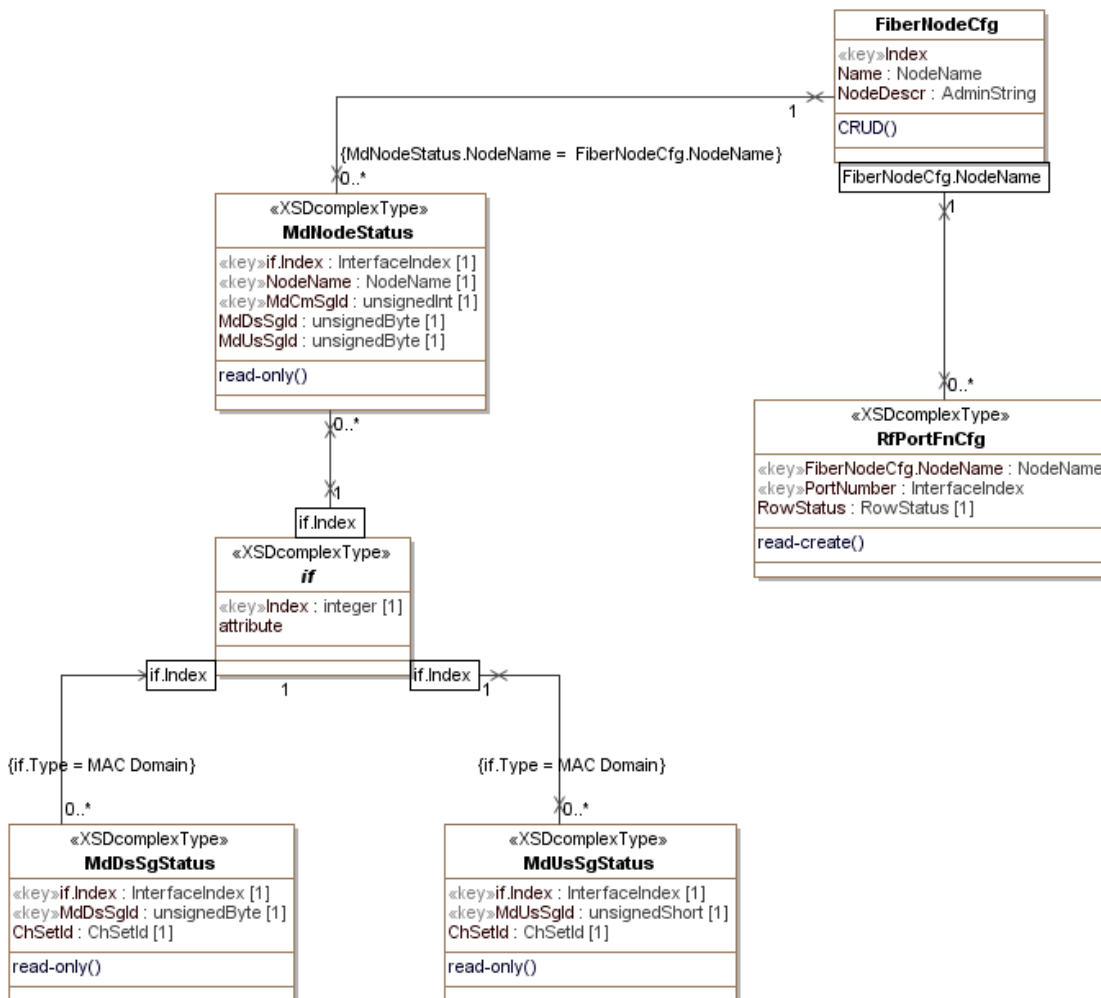 FiberNodeCfg
«key»Index
Name : NodeName
NodeDescr : AdminString
CRUD()
FiberNodeCfg.NodeName
1
{MdNodeStatus.NodeName = FiberNodeCfg.NodeName}
0..*
1
«XSDcomplexType»
MdNodeStatus
«key»if.Index : InterfaceIndex [1]
«key»NodeName : NodeName [1]
«key»MdCmSgId : unsignedInt [1]
MdDsSgId : unsignedByte [1]
MdUsSgId : unsignedByte [1]
read-only()
0..*
0..*
«XSDcomplexType»
RfPortFnCfg
«key»FiberNodeCfg.NodeName : NodeName
«key»PortNumber : InterfaceIndex
RowStatus : RowStatus [1]
read-create()
1
if.Index
«XSDcomplexType»
if
«key»Index : integer [1]
attribute
if.Index
1
if.Index
1
{if.Type = MAC Domain}
{if.Type = MAC Domain}
0..*
0..*
«XSDcomplexType»
MdDsSgStatus
«key»if.Index : InterfaceIndex [1]
«key»MdDsSgId : unsignedByte [1]
ChSetId : ChSetId [1]
read-only()
«XSDcomplexType»
MdUsSgStatus
«key»if.Index : InterfaceIndex [1]
«key»MdUsSgId : unsignedShort [1]
ChSetId : ChSetId [1]
read-only()